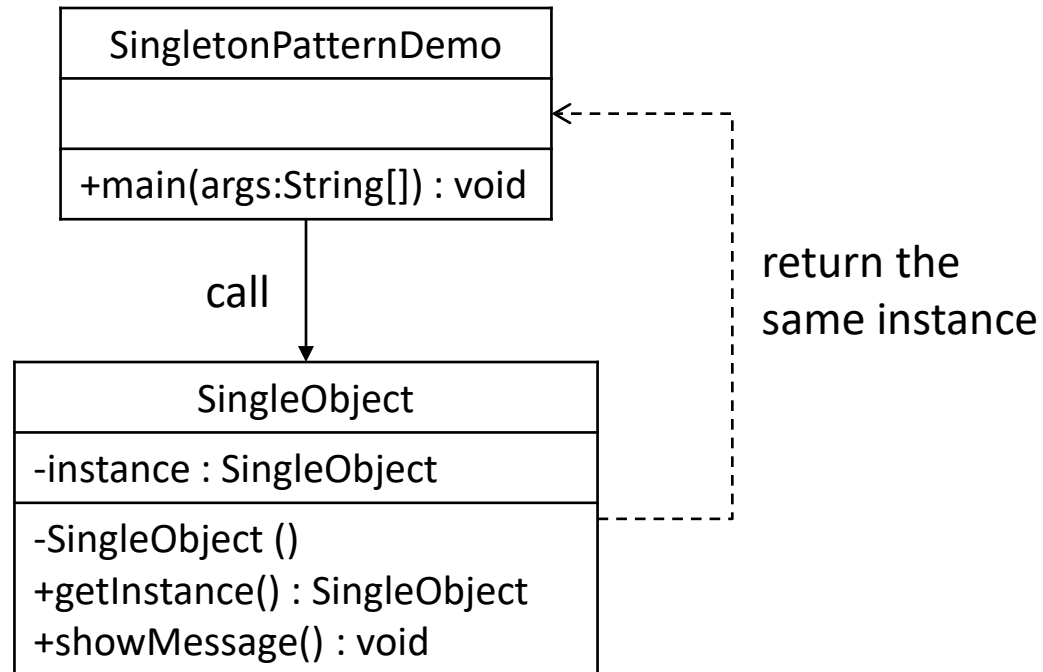 SingletonPatternDemo
+main(args:String[]) : void
call
return the
same instance
SingleObject
-instance : SingleObject
-SingleObject ()
+getInstance() : SingleObject
+showMessage() : void